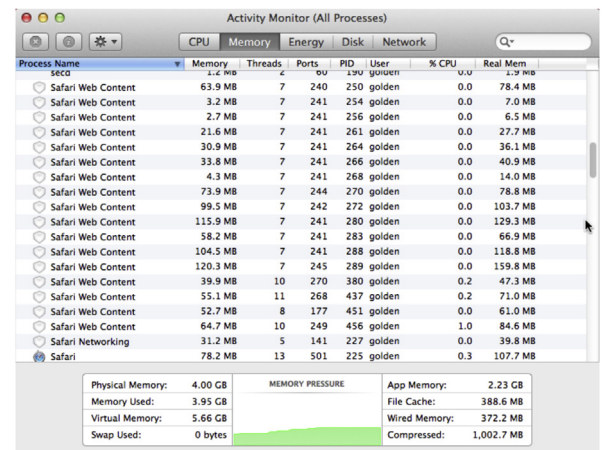 Activity Monitor (All Processes)
CPU Memory Energy Disk Network
Process Name Memory Threads Ports PID User % CPU Real Mem
secd 1.2 MB 2 60 190 golden 0.0 1.9 MB
Safari Web Content 63.9 MB 7 240 250 golden 0.0 78.4 MB
Safari Web Content 3.2 MB 7 241 254 golden 0.0 7.0 MB
Safari Web Content 2.7 MB 7 241 256 golden 0.0 6.5 MB
Safari Web Content 21.6 MB 7 241 261 golden 0.0 27.7 MB
Safari Web Content 30.9 MB 7 241 264 golden 0.0 36.1 MB
Safari Web Content 33.8 MB 7 241 266 golden 0.0 40.9 MB
Safari Web Content 4.3 MB 7 241 268 golden 0.0 14.0 MB
Safari Web Content 73.9 MB 7 244 270 golden 0.0 78.8 MB
Safari Web Content 99.5 MB 7 242 272 golden 0.0 103.7 MB
Safari Web Content 115.9 MB 7 241 280 golden 0.0 129.3 MB
Safari Web Content 58.2 MB 7 241 283 golden 0.0 66.9 MB
Safari Web Content 104.5 MB 7 241 288 golden 0.0 118.8 MB
Safari Web Content 120.3 MB 7 245 289 golden 0.0 159.8 MB
Safari Web Content 39.9 MB 10 270 380 golden 0.2 47.3 MB
Safari Web Content 55.1 MB 11 268 437 golden 0.2 71.0 MB
Safari Web Content 52.7 MB 8 177 451 golden 0.0 61.0 MB
Safari Web Content 64.7 MB 10 249 456 golden 1.0 84.6 MB
Safari Networking 31.2 MB 5 141 227 golden 0.0 39.8 MB
Safari 78.2 MB 13 501 225 golden 0.3 107.7 MB
Physical Memory: 4.00 GB MEMORY PRESSURE App Memory: 2.23 GB
Memory Used: 3.95 GB File Cache: 388.6 MB
Virtual Memory: 5.66 GB Wired Memory: 372.2 MB
Swap Used: 0 bytes Compressed: 1,002.7 MB